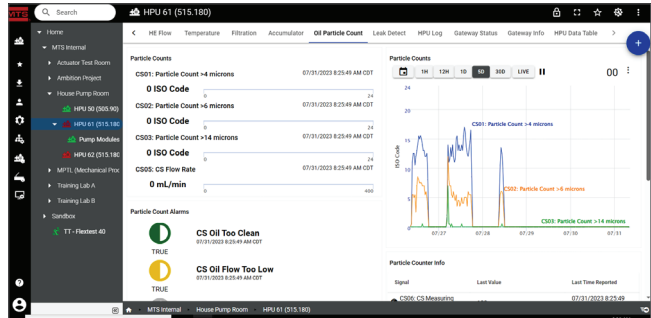 MTS
Search
HPU 61 (515.180)
Home
MTS Internal
Actuator Test Room
Ambition Project
House Pump Room
HPU 50 (505.90)
HPU 61 (515.180
Pump Modules
HPU 62 (515.180
MPTL (Mechanical Proc
Training Lab A
Training Lab B
Sandbox
TT - Flextest 40
HE Flow Temperature Filtration Accumulator Oil Particle Count Leak Detect HPU Log Gateway Status Gateway Info HPU Data Table
Particle Counts
CS01: Particle Count >4 microns 07/31/2023 8:25:49 AM CDT
0 ISO Code
0 24
CS02: Particle Count >6 microns 07/31/2023 8:25:49 AM CDT
0 ISO Code
0 24
CS03: Particle Count >14 microns 07/31/2023 8:25:49 AM CDT
0 ISO Code
0 24
CS05: CS Flow Rate 07/31/2023 8:25:49 AM CDT
0 mL/min
0 400
Particle Count Alarms
CS Oil Too Clean
07/31/2023 8:25:49 AM CDT
TRUE
CS Oil Flow Too Low
07/31/2023 8:25:49 AM CDT
TRUE
Particle Counts
1H 12H 1D 5D 30D LIVE 00
24
20
15
10
5
0
ISO Code
CS01: Particle Count >4 microns
CS02: Particle Count >6 microns
CS03: Particle Count >14 microns
07/27 07/28 07/29 07/30 07/31
Particle Counter Info
Signal Last Value Last Time Reported
CS06: CS Measuring 07/31/2023 8:25:49
MTS Internal House Pump Room HPU 61 (515.180)